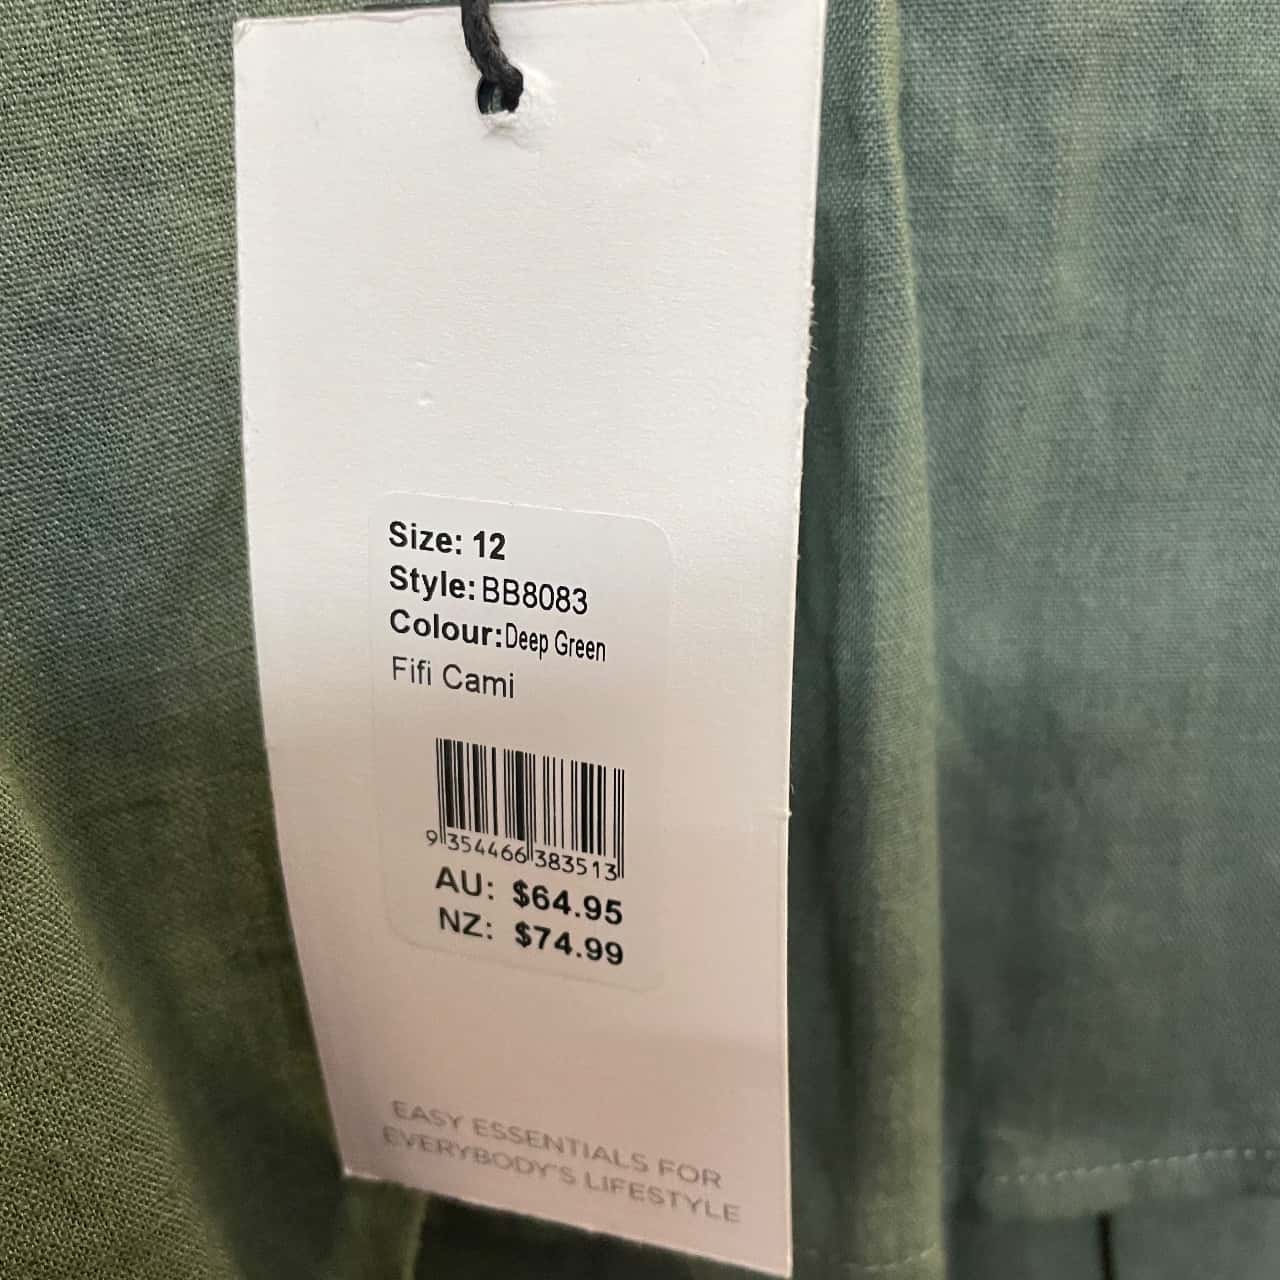 Size: 12
Style: BB8083
Colour: Deep Green
Fifi Cami
9 354466 383513
AU: $64.95
NZ: $74.99
EASY ESSENTIALS FOR
EVERYBODY'S LIFESTYLE